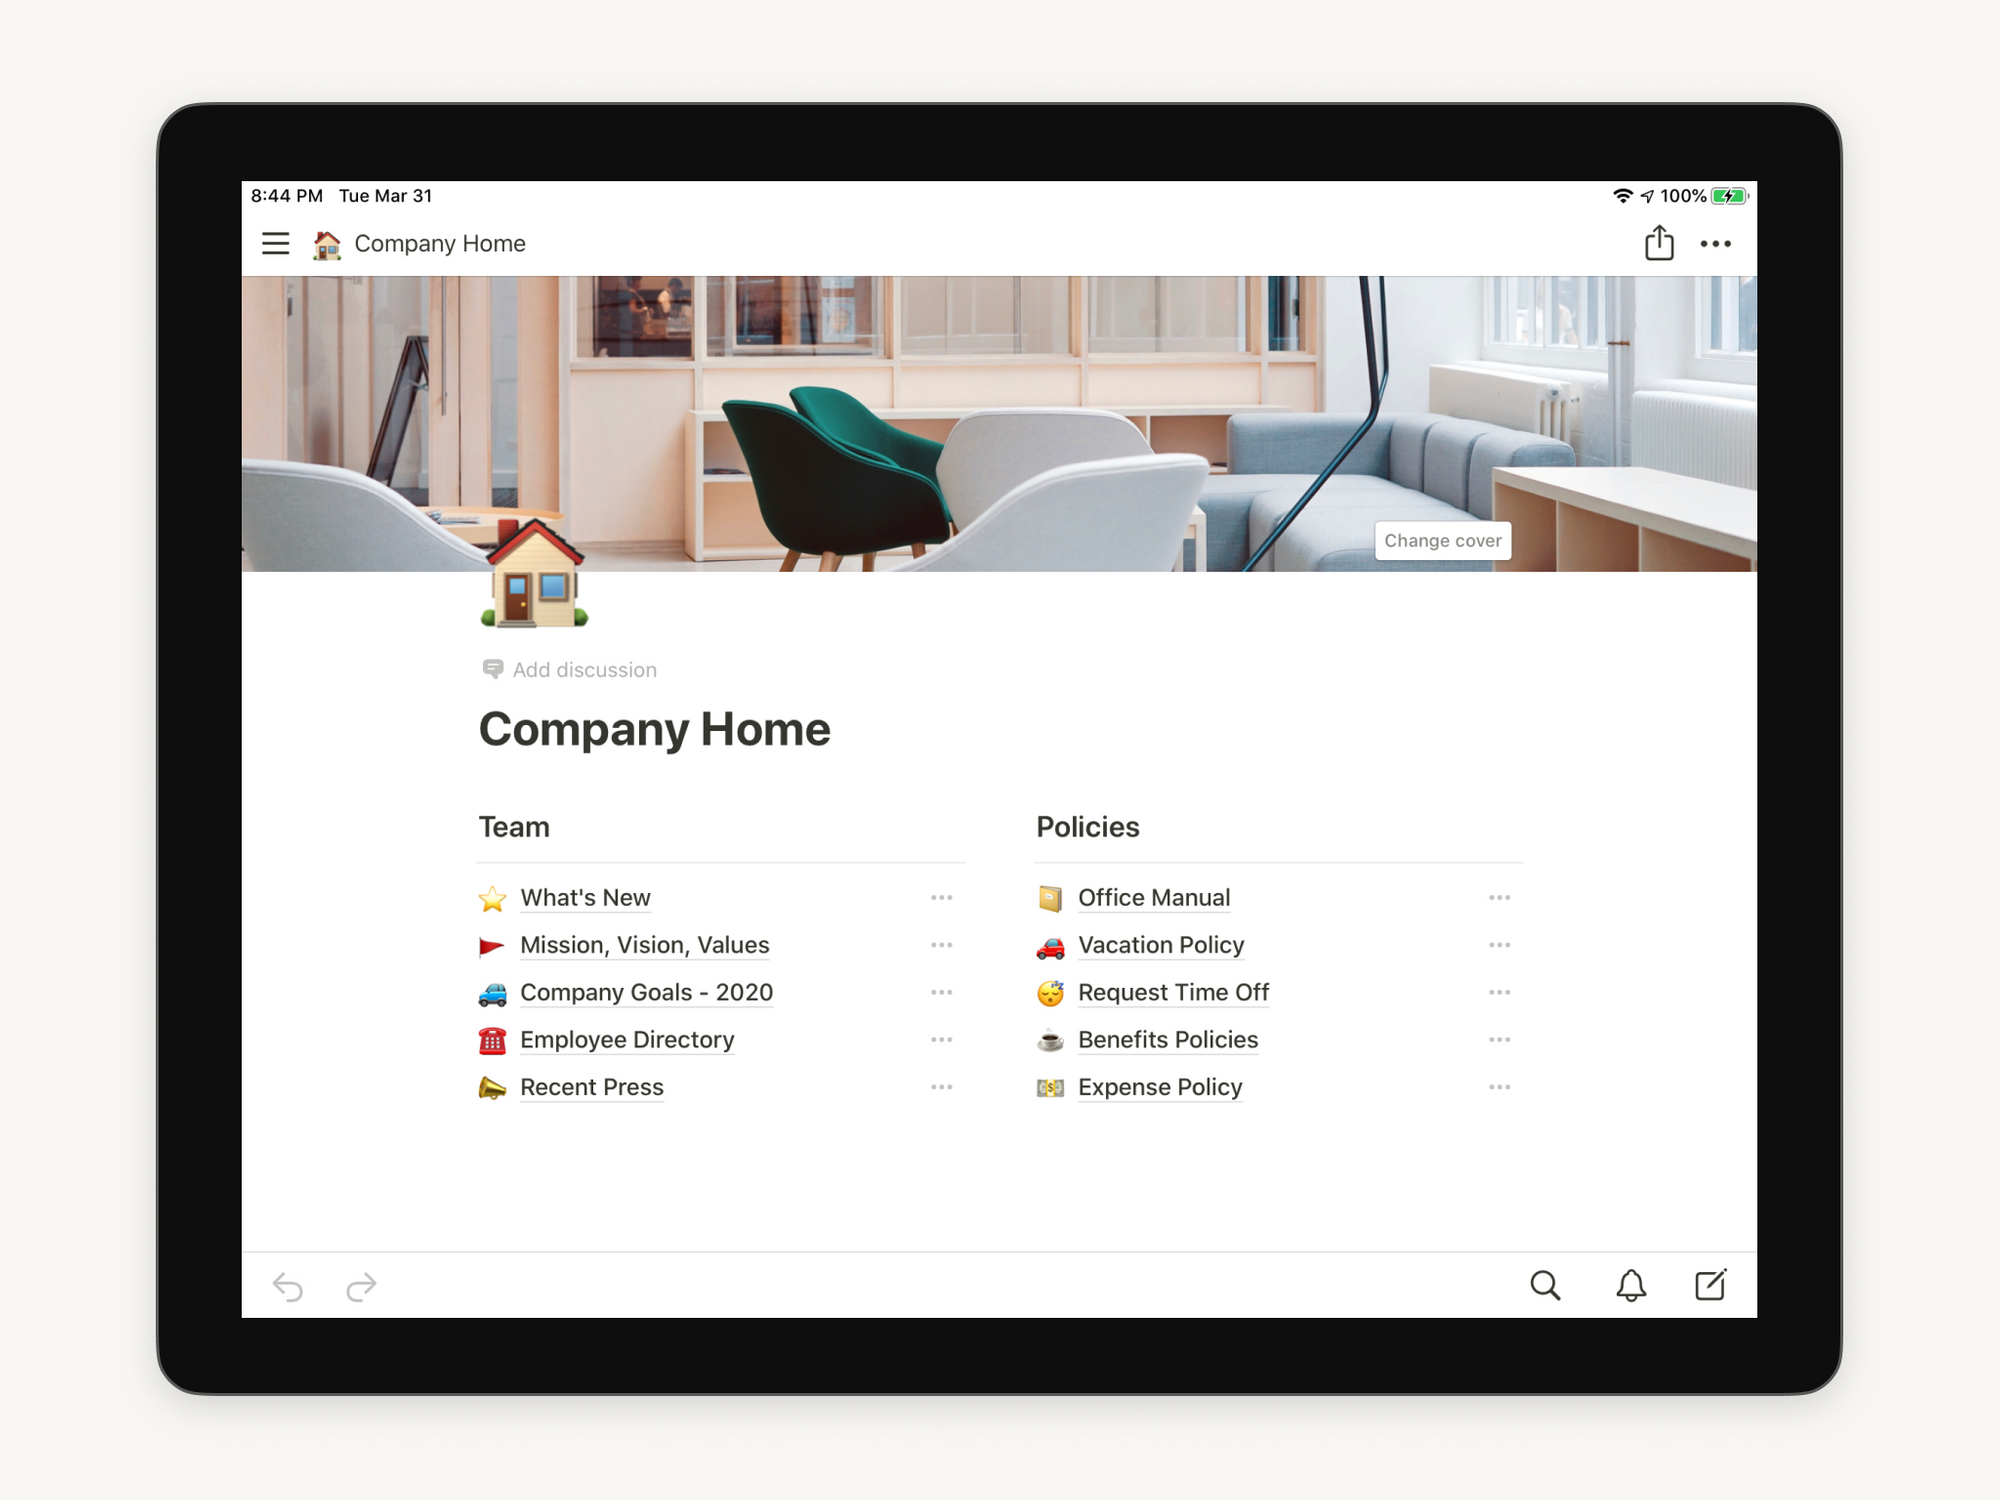 8:44 PM Tue Mar 31
100%
Company Home
Change cover
Add discussion
Company Home
Team
What's New
Mission, Vision, Values
Company Goals - 2020
Employee Directory
Recent Press
Policies
Office Manual
Vacation Policy
Request Time Off
Benefits Policies
Expense Policy